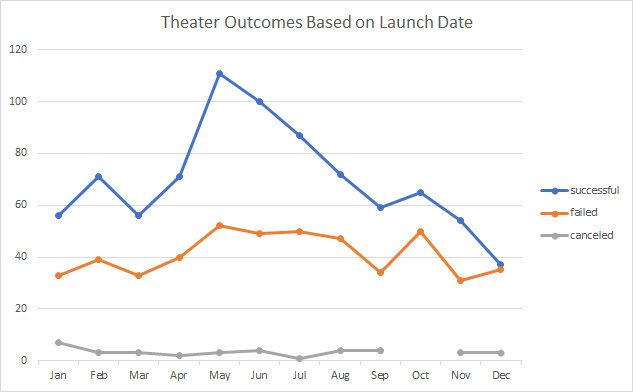 Theater Outcomes Based on Launch Date
120
100
80
60
40
20
0
Jan Feb Mar Apr May Jun Jul Aug Sep Oct Nov Dec
successful
failed
canceled